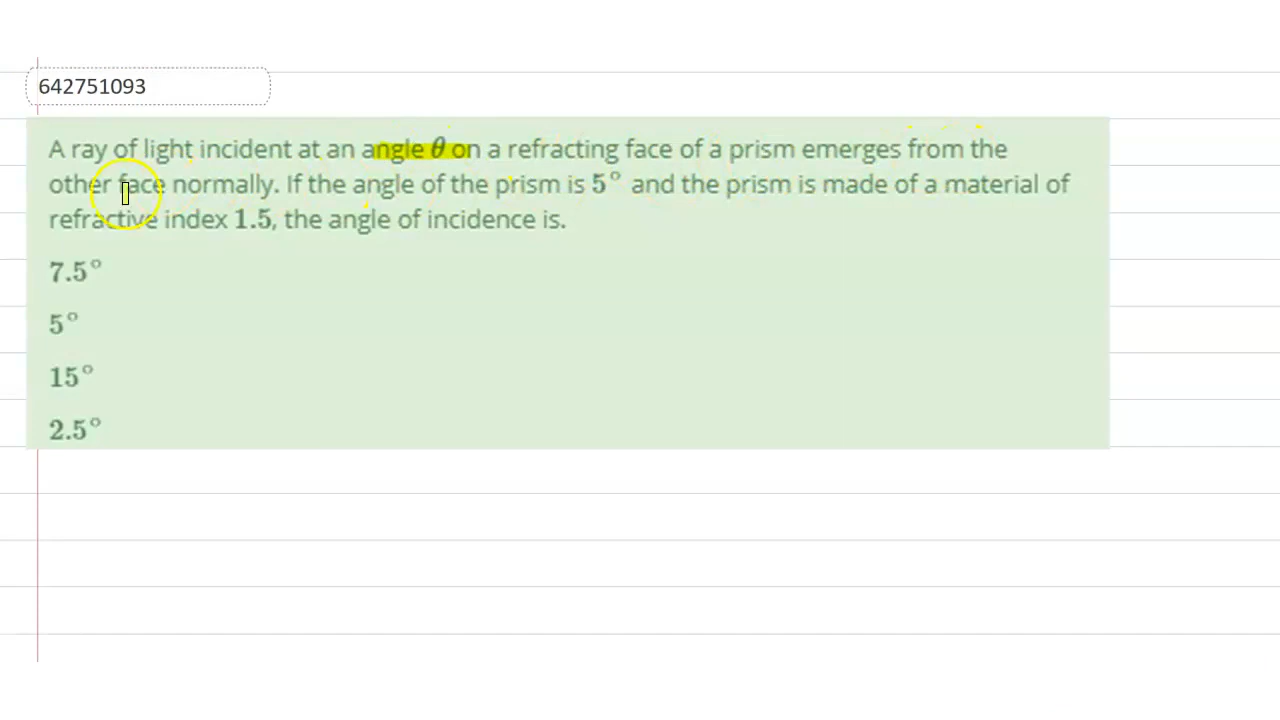 642751093
A ray of light incident at an angle θ on a refracting face of a prism emerges from the
other face normally. If the angle of the prism is 5° and the prism is made of a material of
refractive index 1.5, the angle of incidence is.
7.5°
5°
15°
2.5°